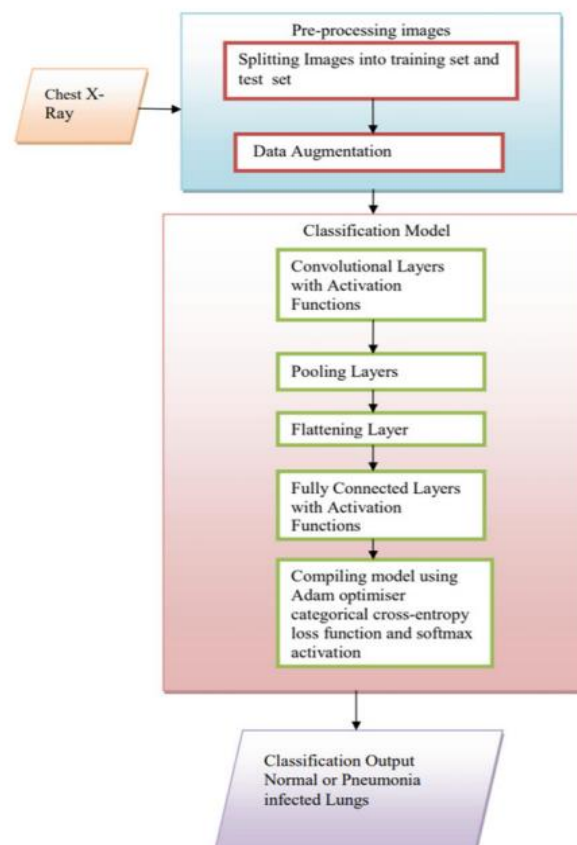 Pre-processing images
Splitting Images into training set and
test set
Chest X-
Ray
Data Augmentation
Classification Model
Convolutional Layers
with Activation
Functions
Pooling Layers
Flattening Layer
Fully Connected Layers
with Activation
Functions
Compiling model using
Adam optimiser
categorical cross-entropy
loss function and softmax
activation
Classification Output
Normal or Pneumonia
infected Lungs